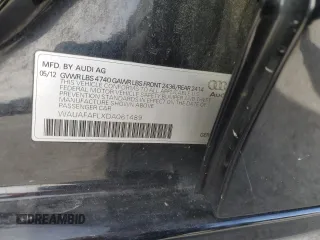 MFD. BY AUDI AG
05/12 GVWR LBS 4740 GAWR LBS FRONT 2436/REAR 2414
THIS VEHICLE CONFORMS TO ALL APPLICABLE
FEDERAL MOTOR VEHICLE SAFETY BUMPER AND
THEFT PREVENTION STANDARDS IN EFFECT ON THE DATE OF
MANUFACTURE SHOWN ABOVE
PASSENGER CAR
Audi
IDRIVEANDBID